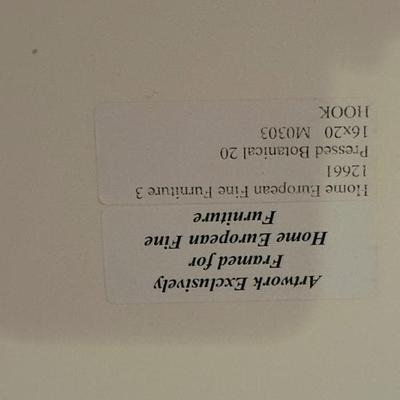 Artwork Exclusively
Framed for
Home European Fine
Furniture
Home European Fine Furniture 3
12661
Pressed Botanical 20
16x20 M0303
HOOK